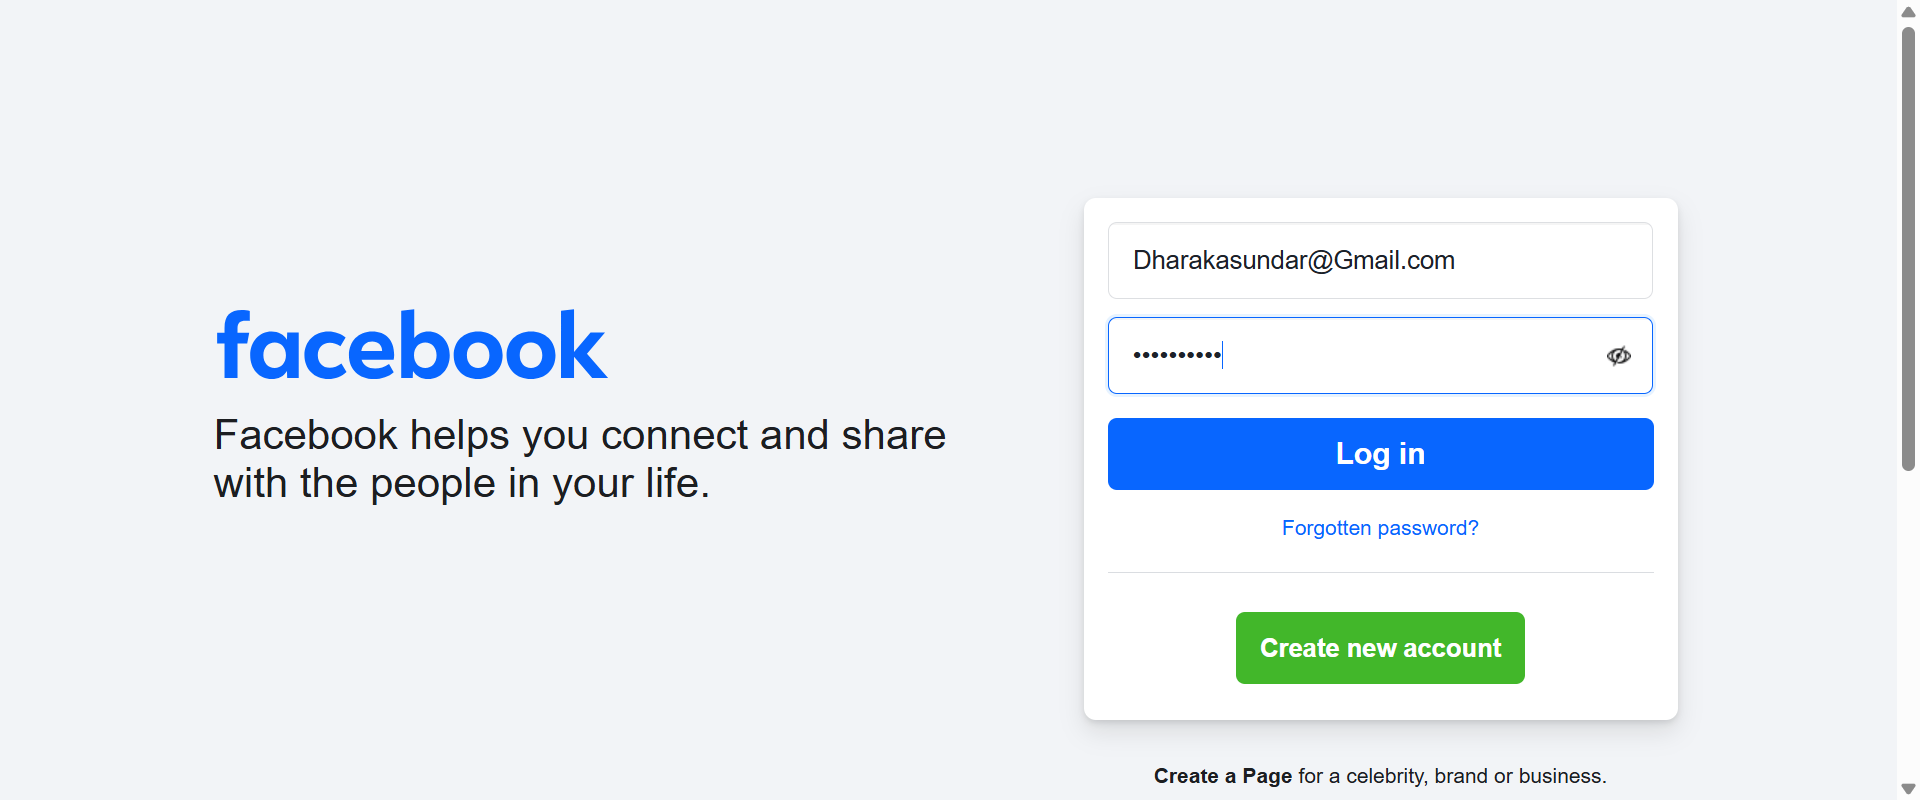 facebook
Facebook helps you connect and share
with the people in your life.
Dharakasundar@Gmail.com
••••••••••
Log in
Forgotten password?
Create new account
Create a Page for a celebrity, brand or business.